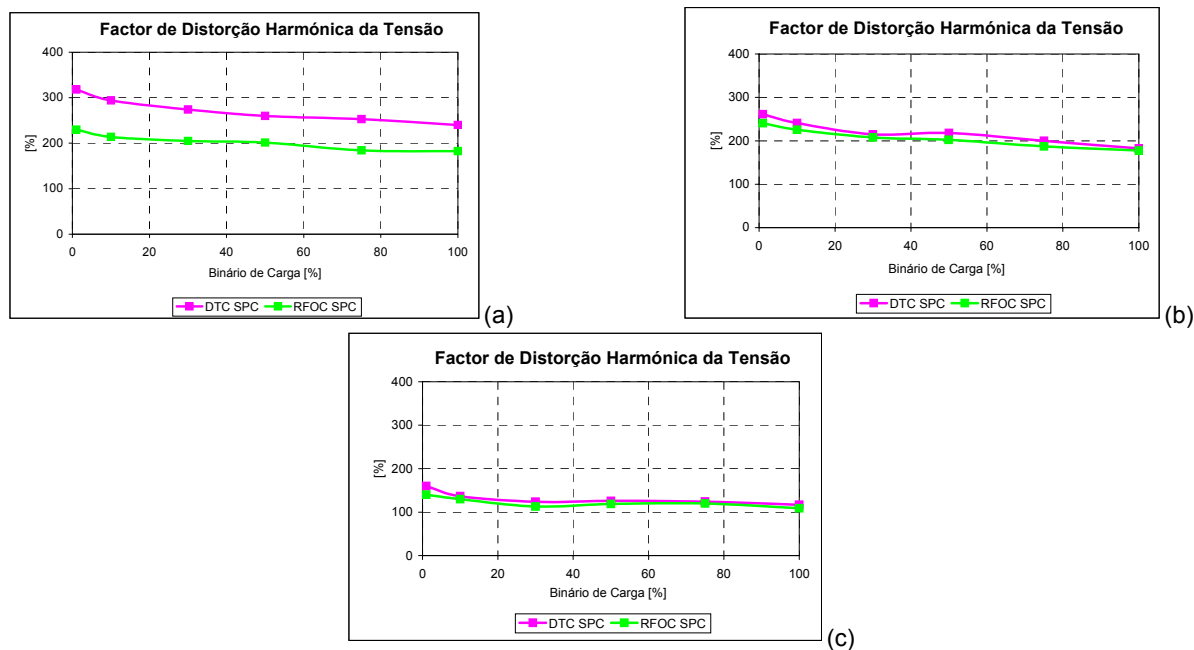 Factor de Distorção Harmónica da Tensão
400
300
200
100
0
[%]
0 20 40 60 80 100
Binário de Carga [%]
DTC SPC RFOC SPC
(a)
Factor de Distorção Harmónica da Tensão
400
300
200
100
0
[%]
0 20 40 60 80 100
Binário de Carga [%]
DTC SPC RFOC SPC
(b)
Factor de Distorção Harmónica da Tensão
400
300
200
100
0
[%]
0 20 40 60 80 100
Binário de Carga [%]
DTC SPC RFOC SPC
(c)